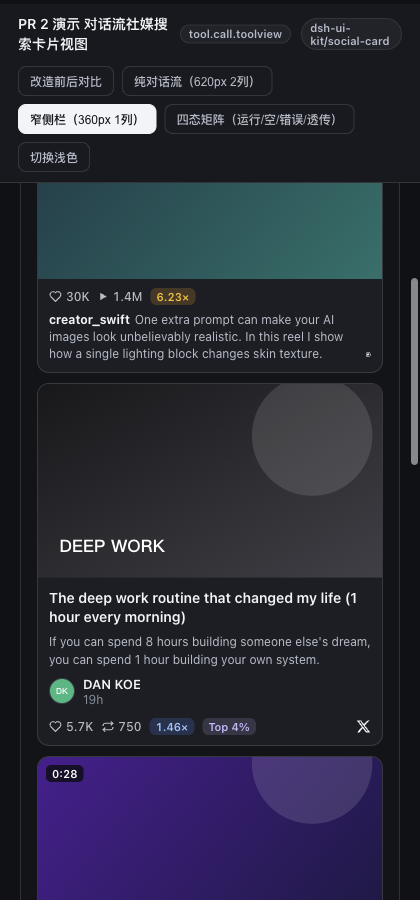 PR 2 演示 对话流社媒搜
索卡片视图
tool.call.toolview
dsh-ui-
kit/social-card
改造前后对比
纯对话流（620px 2列）
窄侧栏（360px 1列）
四态矩阵（运行/空/错误/透传）
切换浅色
30K 1.4M 6.23×
creator_swift One extra prompt can make your AI
images look unbelievably realistic. In this reel I show
how a single lighting block changes skin texture.
DEEP WORK
The deep work routine that changed my life (1
hour every morning)
If you can spend 8 hours building someone else's dream,
you can spend 1 hour building your own system.
DK
DAN KOE
19h
5.7K 750 1.46× Top 4%
0:28